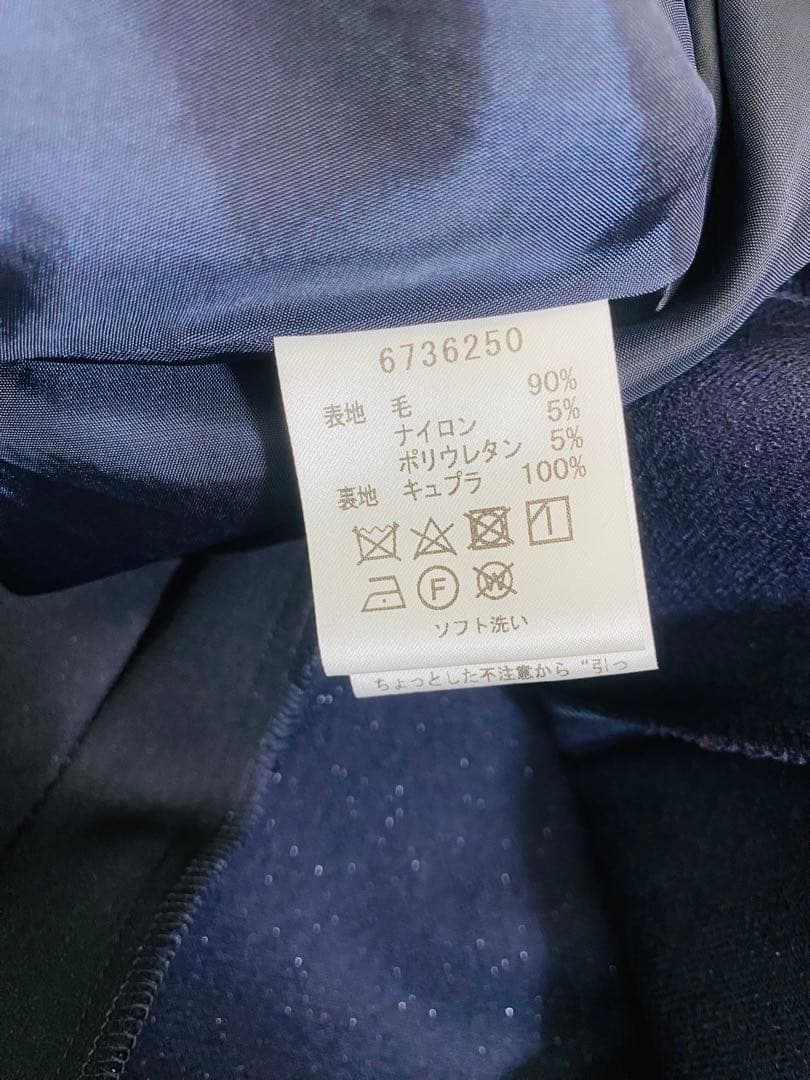 6736250
表地 毛 90%
ナイロン 5%
ポリウレタン 5%
裏地 キュプラ 100%
F W
ソフト洗い
ちょっとした不注意から “引っ